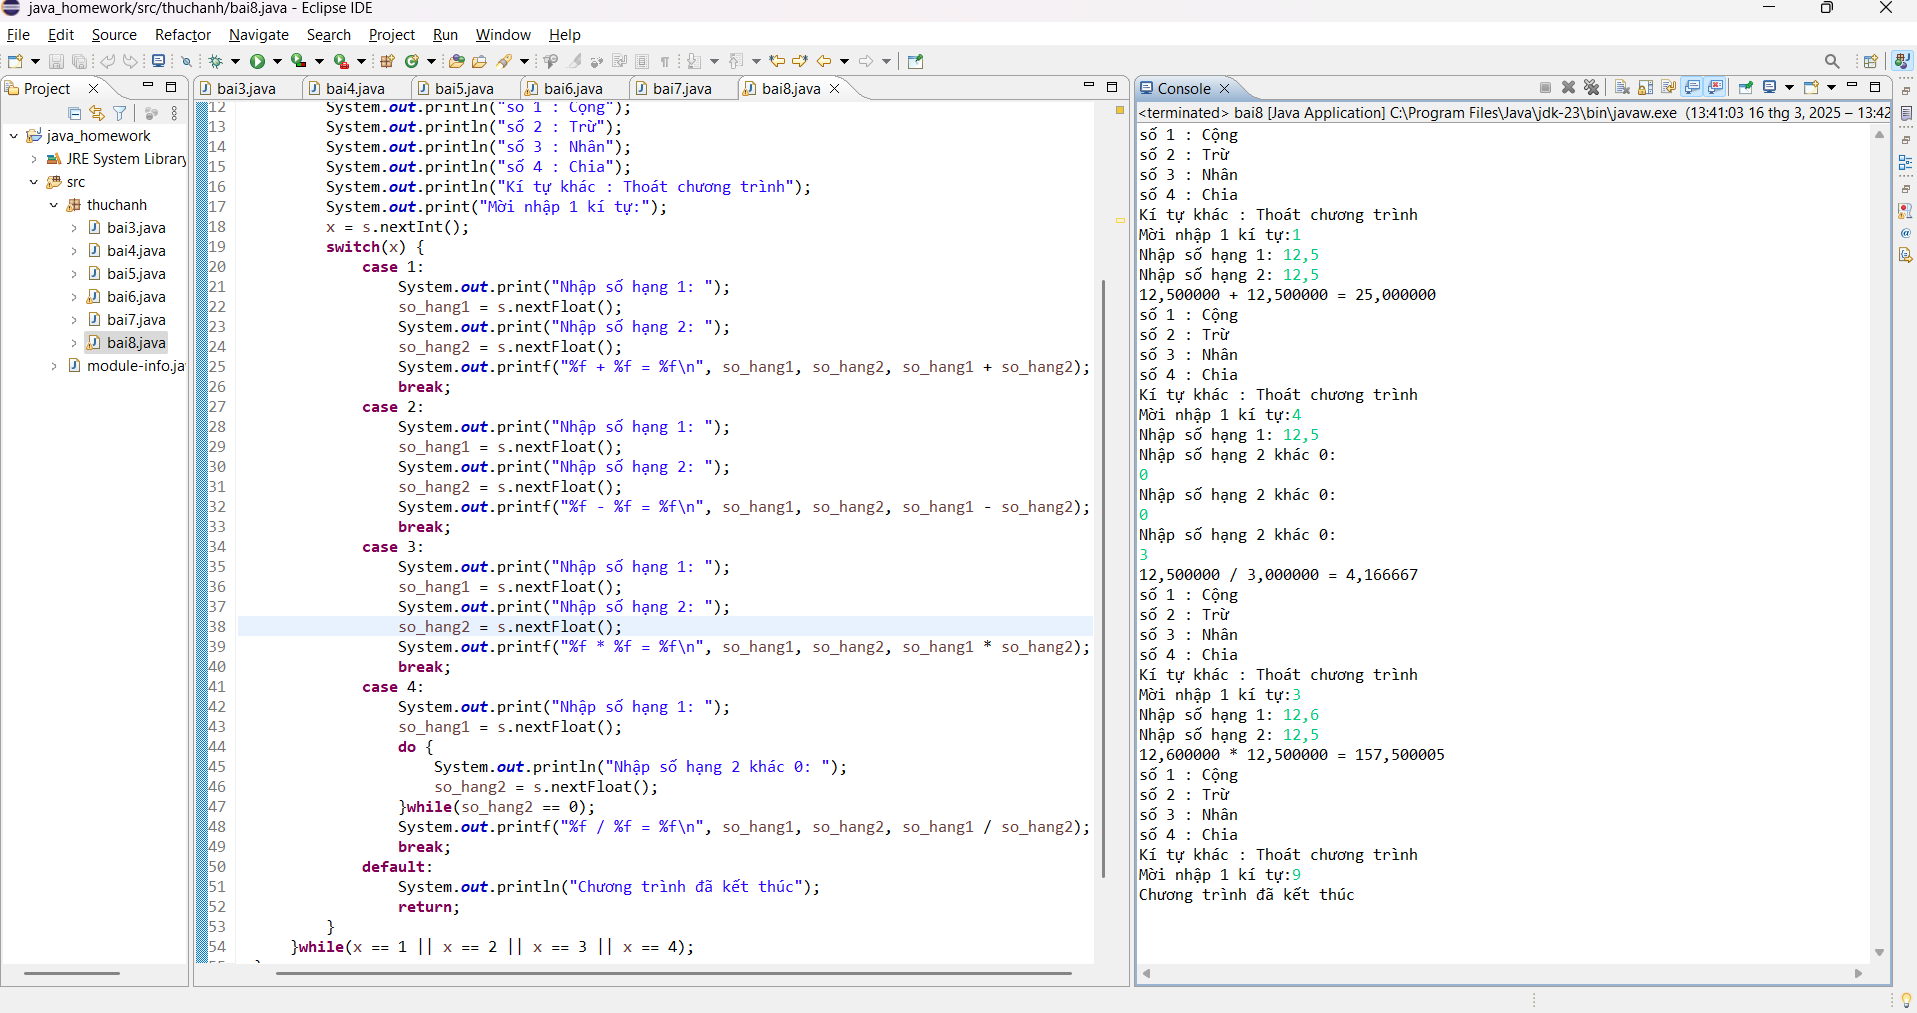 java_homework/src/thuchanh/bai8.java - Eclipse IDE
File Edit Source Refactor Navigate Search Project Run Window Help
Project
java_homework
JRE System Library
src
thuchanh
bai3.java
bai4.java
bai5.java
bai6.java
bai7.java
bai8.java
module-info.ja
bai3.java bai4.java bai5.java bai6.java bai7.java bai8.java
12 System.out.println("số 1 : Cộng");
13 System.out.println("số 2 : Trừ");
14 System.out.println("số 3 : Nhân");
15 System.out.println("số 4 : Chia");
16 System.out.println("Kí tự khác : Thoát chương trình");
17 System.out.print("Mời nhập 1 kí tự:");
18 x = s.nextInt();
19 switch(x) {
20 case 1:
21 System.out.print("Nhập số hạng 1: ");
22 so_hang1 = s.nextFloat();
23 System.out.print("Nhập số hạng 2: ");
24 so_hang2 = s.nextFloat();
25 System.out.printf("%f + %f = %f\n", so_hang1, so_hang2, so_hang1 + so_hang2);
26 break;
27 case 2:
28 System.out.print("Nhập số hạng 1: ");
29 so_hang1 = s.nextFloat();
30 System.out.print("Nhập số hạng 2: ");
31 so_hang2 = s.nextFloat();
32 System.out.printf("%f - %f = %f\n", so_hang1, so_hang2, so_hang1 - so_hang2);
33 break;
34 case 3:
35 System.out.print("Nhập số hạng 1: ");
36 so_hang1 = s.nextFloat();
37 System.out.print("Nhập số hạng 2: ");
38 so_hang2 = s.nextFloat();
39 System.out.printf("%f * %f = %f\n", so_hang1, so_hang2, so_hang1 * so_hang2);
40 break;
41 case 4:
42 System.out.print("Nhập số hạng 1: ");
43 so_hang1 = s.nextFloat();
44 do {
45 System.out.println("Nhập số hạng 2 khác 0: ");
46 so_hang2 = s.nextFloat();
47 }while(so_hang2 == 0);
48 System.out.printf("%f / %f = %f\n", so_hang1, so_hang2, so_hang1 / so_hang2);
49 break;
50 default:
51 System.out.println("Chương trình đã kết thúc");
52 return;
53 }
54 }while(x == 1 || x == 2 || x == 3 || x == 4);
Console
<terminated> bai8 [Java Application] C:\Program Files\Java\jdk-23\bin\javaw.exe (13:41:03 16 thg 3, 2025 – 13:42
số 1 : Cộng
số 2 : Trừ
số 3 : Nhân
số 4 : Chia
Kí tự khác : Thoát chương trình
Mời nhập 1 kí tự:1
Nhập số hạng 1: 12,5
Nhập số hạng 2: 12,5
12,500000 + 12,500000 = 25,000000
số 1 : Cộng
số 2 : Trừ
số 3 : Nhân
số 4 : Chia
Kí tự khác : Thoát chương trình
Mời nhập 1 kí tự:4
Nhập số hạng 1: 12,5
Nhập số hạng 2 khác 0:
0
Nhập số hạng 2 khác 0:
0
Nhập số hạng 2 khác 0:
3
12,500000 / 3,000000 = 4,166667
số 1 : Cộng
số 2 : Trừ
số 3 : Nhân
số 4 : Chia
Kí tự khác : Thoát chương trình
Mời nhập 1 kí tự:3
Nhập số hạng 1: 12,6
Nhập số hạng 2: 12,5
12,600000 * 12,500000 = 157,500005
số 1 : Cộng
số 2 : Trừ
số 3 : Nhân
số 4 : Chia
Kí tự khác : Thoát chương trình
Mời nhập 1 kí tự:9
Chương trình đã kết thúc